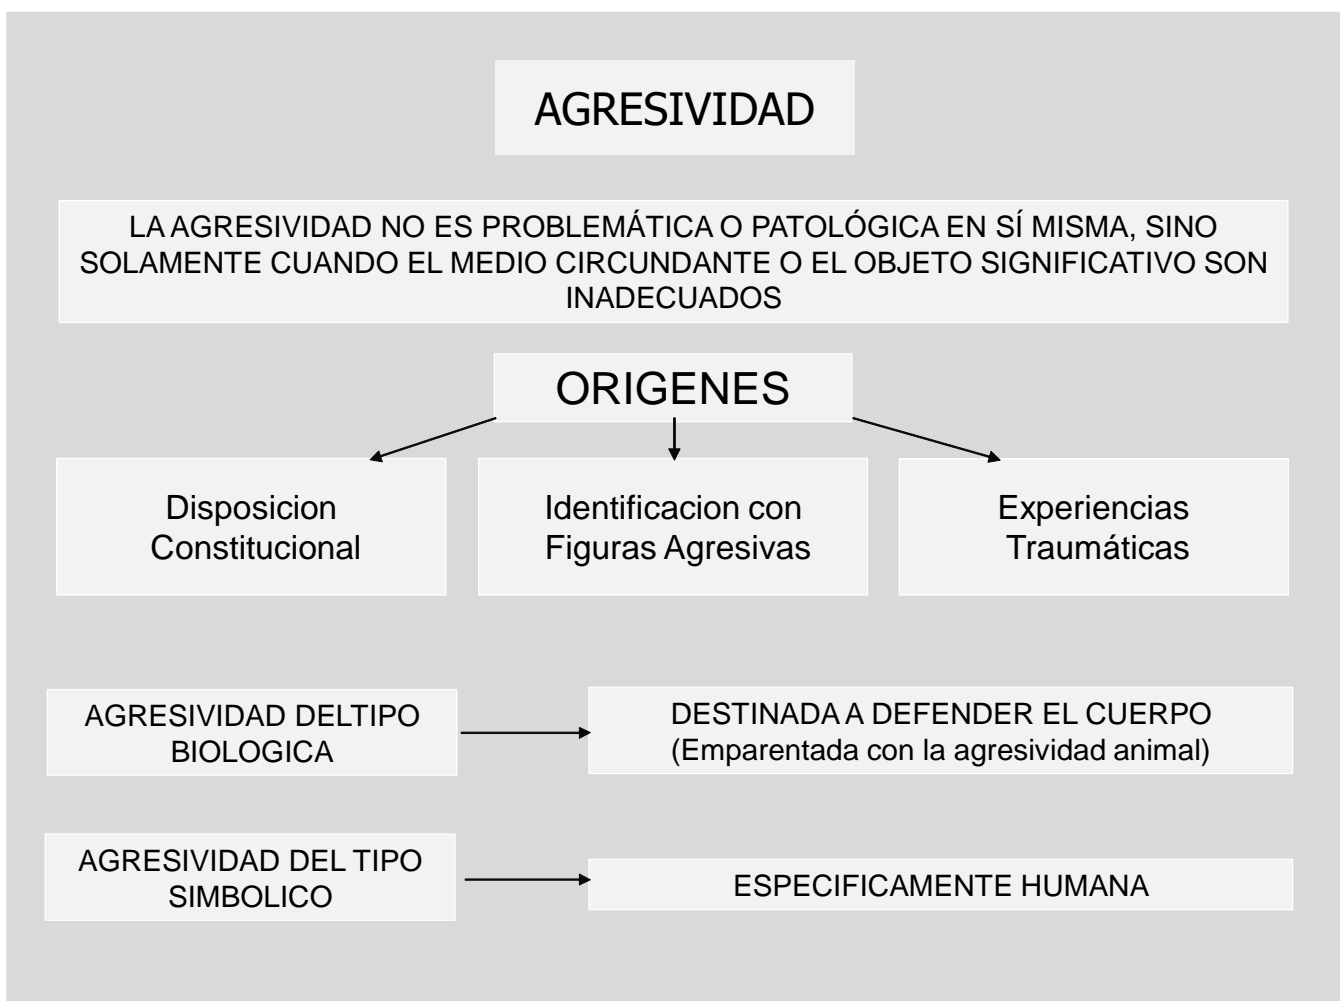 AGRESIVIDAD
LA AGRESIVIDAD NO ES PROBLEMÁTICA O PATOLÓGICA EN SÍ MISMA, SINO
SOLAMENTE CUANDO EL MEDIO CIRCUNDANTE O EL OBJETO SIGNIFICATIVO SON
INADECUADOS
ORIGENES
Disposicion
Constitucional
Identificacion con
Figuras Agresivas
Experiencias
Traumáticas
AGRESIVIDAD DELTIPO
BIOLOGICA
DESTINADA A DEFENDER EL CUERPO
(Emparentada con la agresividad animal)
AGRESIVIDAD DEL TIPO
SIMBOLICO
ESPECIFICAMENTE HUMANA